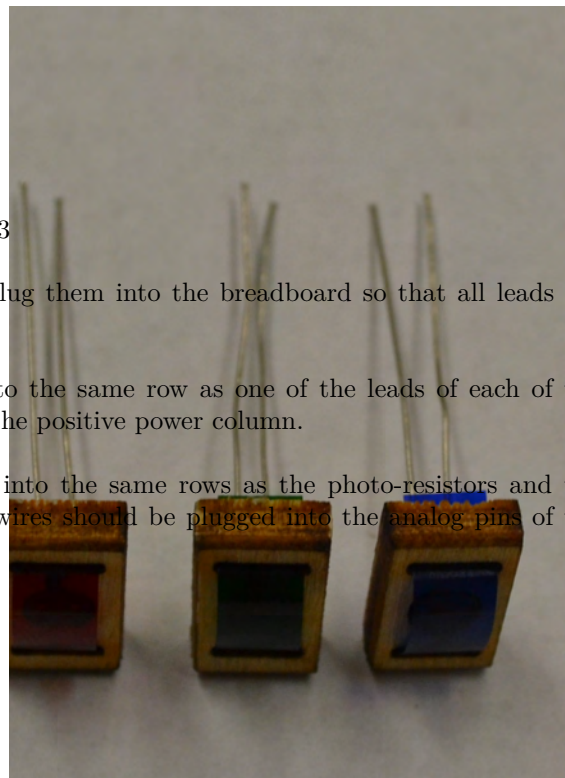 3
lug them into the breadboard so that all leads
to the same row as one of the leads of each of
he positive power column.
into the same rows as the photo-resistors and
wires should be plugged into the analog pins of